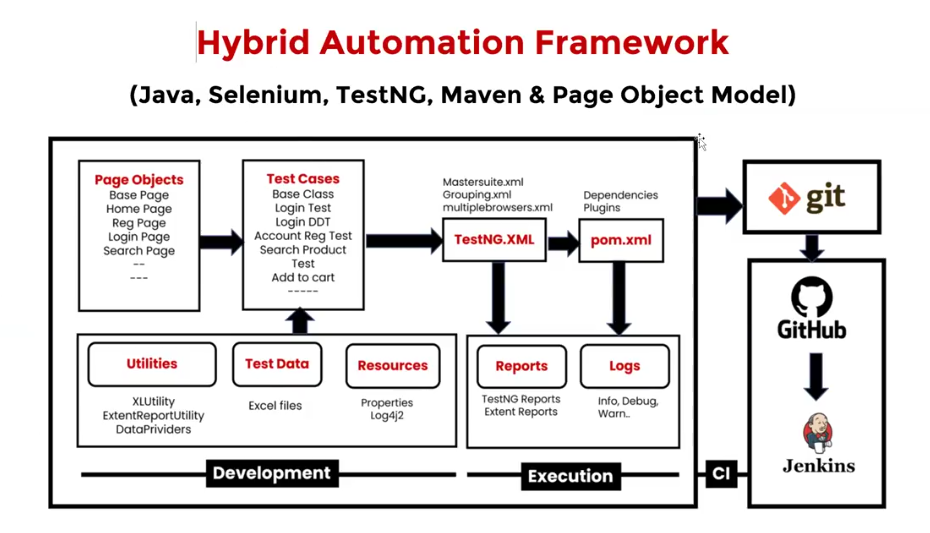 Hybrid Automation Framework
(Java, Selenium, TestNG, Maven & Page Object Model)
Page Objects
Base Page
Home Page
Reg Page
Login Page
Search Page
--
---
Test Cases
Base Class
Login Test
Login DDT
Account Reg Test
Search Product
Test
Add to cart
-----
Mastersuite.xml
Grouping.xml
multiplebrowsers.xml
TestNG.XML
Dependencies
Plugins
pom.xml
git
GitHub
Jenkins
Utilities
XLUtility
ExtentReportUtility
DataPrividers
Test Data
Excel files
Resources
Properties
Log4j2
Reports
TestNG Reports
Extent Reports
Logs
Info, Debug,
Warn..
Development
Execution
CI